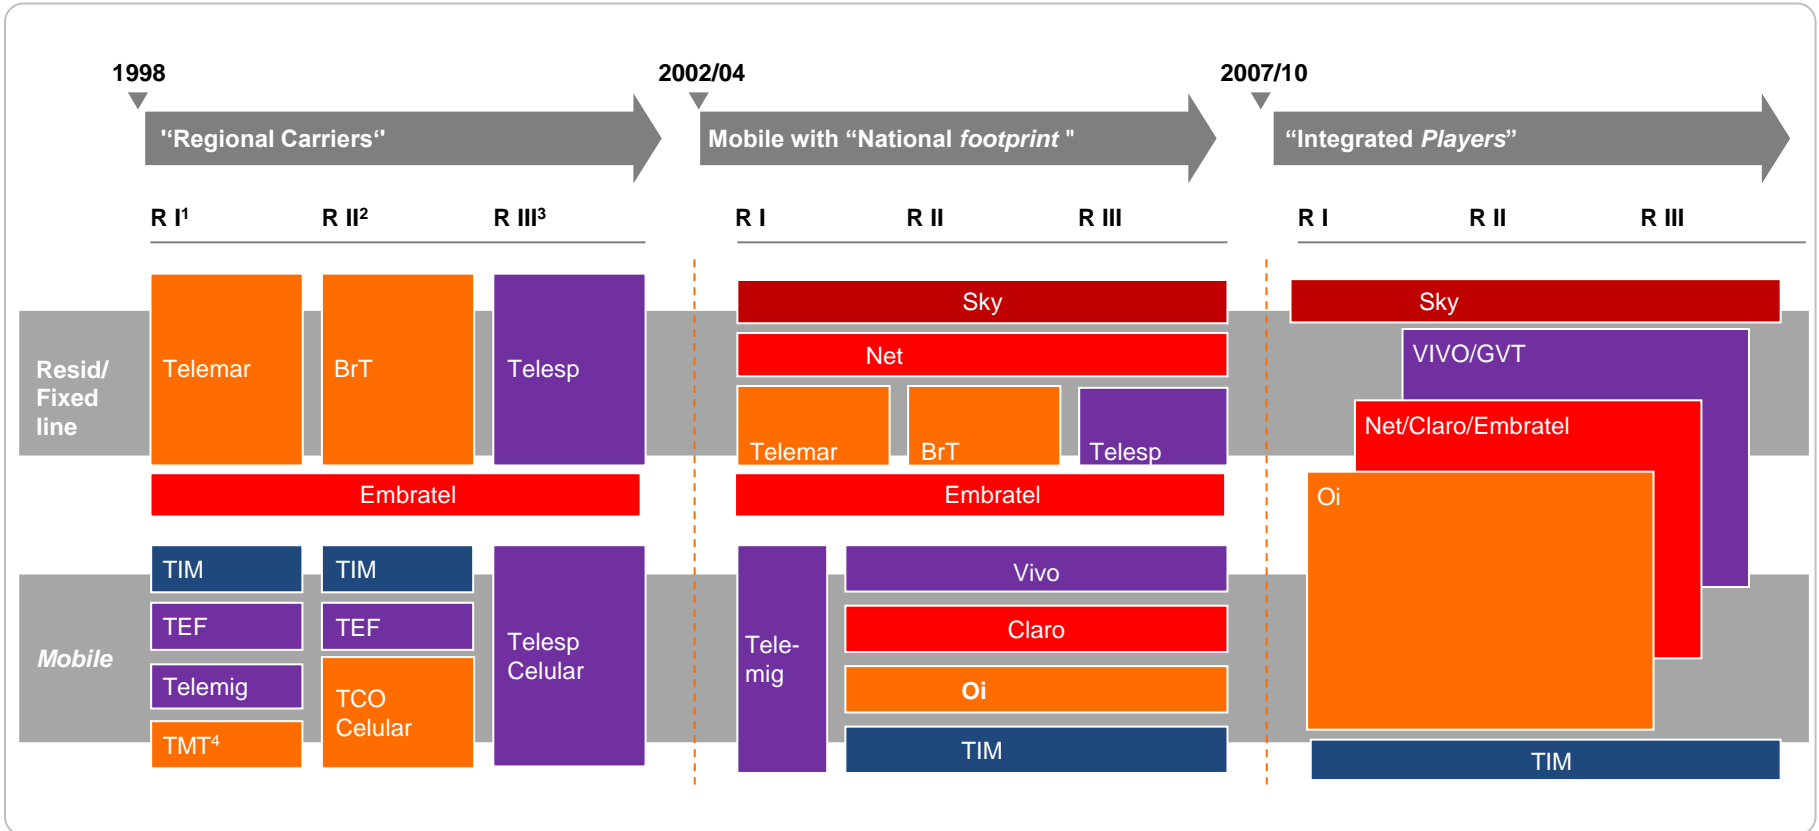 1998
2002/04
2007/10
'“Regional Carriers“'
Mobile with “National footprint "
“Integrated Players”
R I¹
R II²
R III³
R I
R II
R III
R I
R II
R III
Resid/
Fixed
line
Telemar
BrT
Telesp
Embratel
Sky
Net
Telemar
BrT
Telesp
Embratel
Sky
VIVO/GVT
Net/Claro/Embratel
Oi
Mobile
TIM
TEF
Telemig
TMT⁴
TIM
TEF
TCO
Celular
Telesp
Celular
Tele-
mig
Vivo
Claro
Oi
TIM
TIM